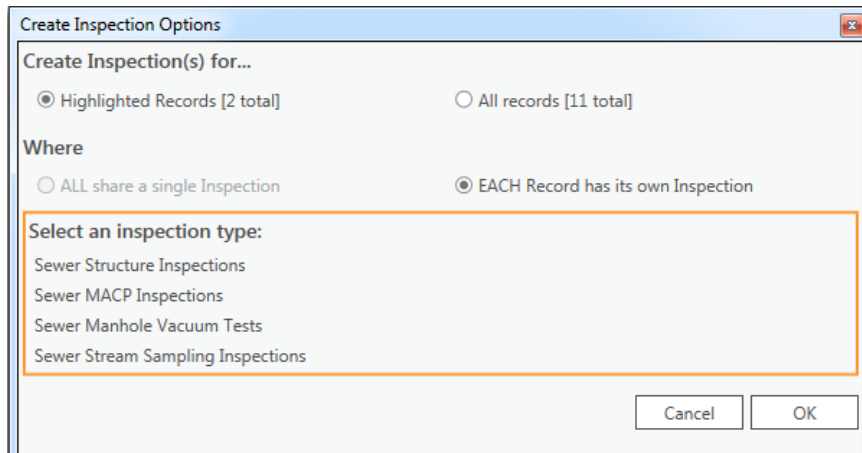 Create Inspection Options
Create Inspection(s) for...
Highlighted Records [2 total]
All records [11 total]
Where
ALL share a single Inspection
EACH Record has its own Inspection
Select an inspection type:
Sewer Structure Inspections
Sewer MACP Inspections
Sewer Manhole Vacuum Tests
Sewer Stream Sampling Inspections
Cancel
OK